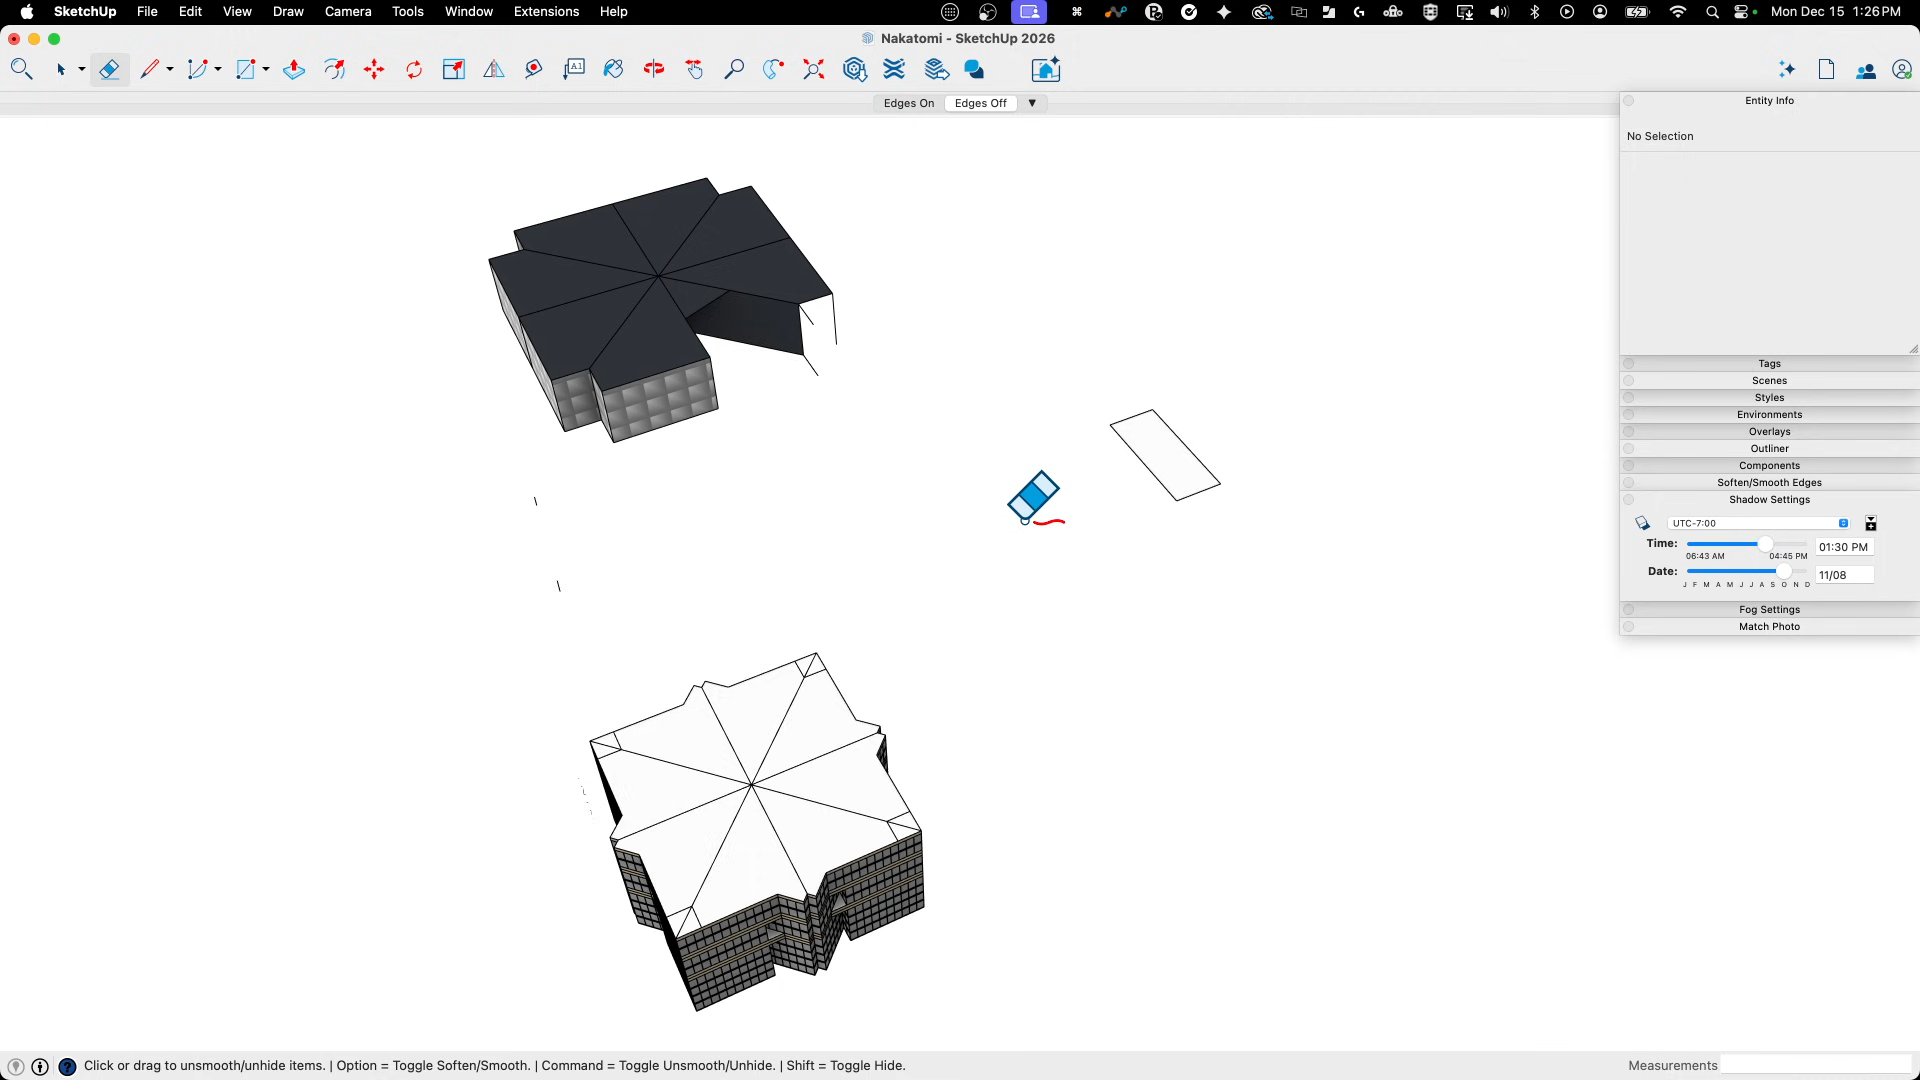 SketchUp File Edit View Draw Camera Tools Window Extensions Help Mon Dec 15 1:26 PM
Nakatomi - SketchUp 2026
A1
Edges On Edges Off
Entity Info
No Selection
Tags
Scenes
Styles
Environments
Overlays
Outliner
Components
Soften/Smooth Edges
Shadow Settings
UTC-7:00
Time: 06:43 AM 04:45 PM 01:30 PM
Date: J F M A M J J A S O N D 11/08
Fog Settings
Match Photo
Click or drag to unsmooth/unhide items. | Option = Toggle Soften/Smooth. | Command = Toggle Unsmooth/Unhide. | Shift = Toggle Hide. Measurements